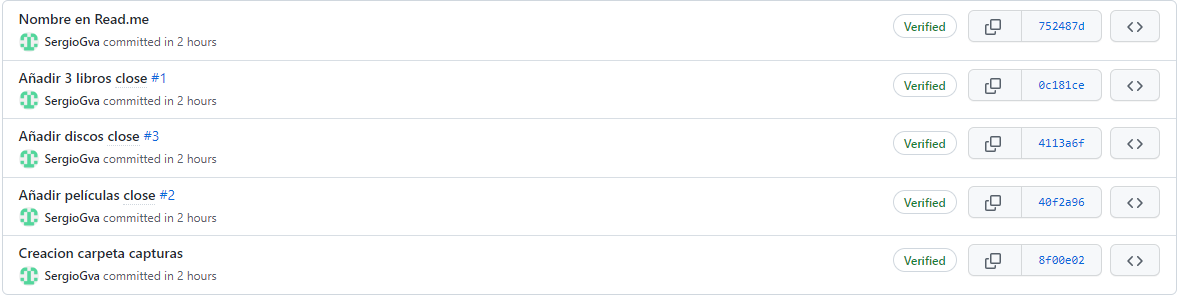 Nombre en Read.me
SergioGva committed in 2 hours
Verified
752487d
Añadir 3 libros close #1
SergioGva committed in 2 hours
Verified
0c181ce
Añadir discos close #3
SergioGva committed in 2 hours
Verified
4113a6f
Añadir películas close #2
SergioGva committed in 2 hours
Verified
40f2a96
Creacion carpeta capturas
SergioGva committed in 2 hours
Verified
8f00e02